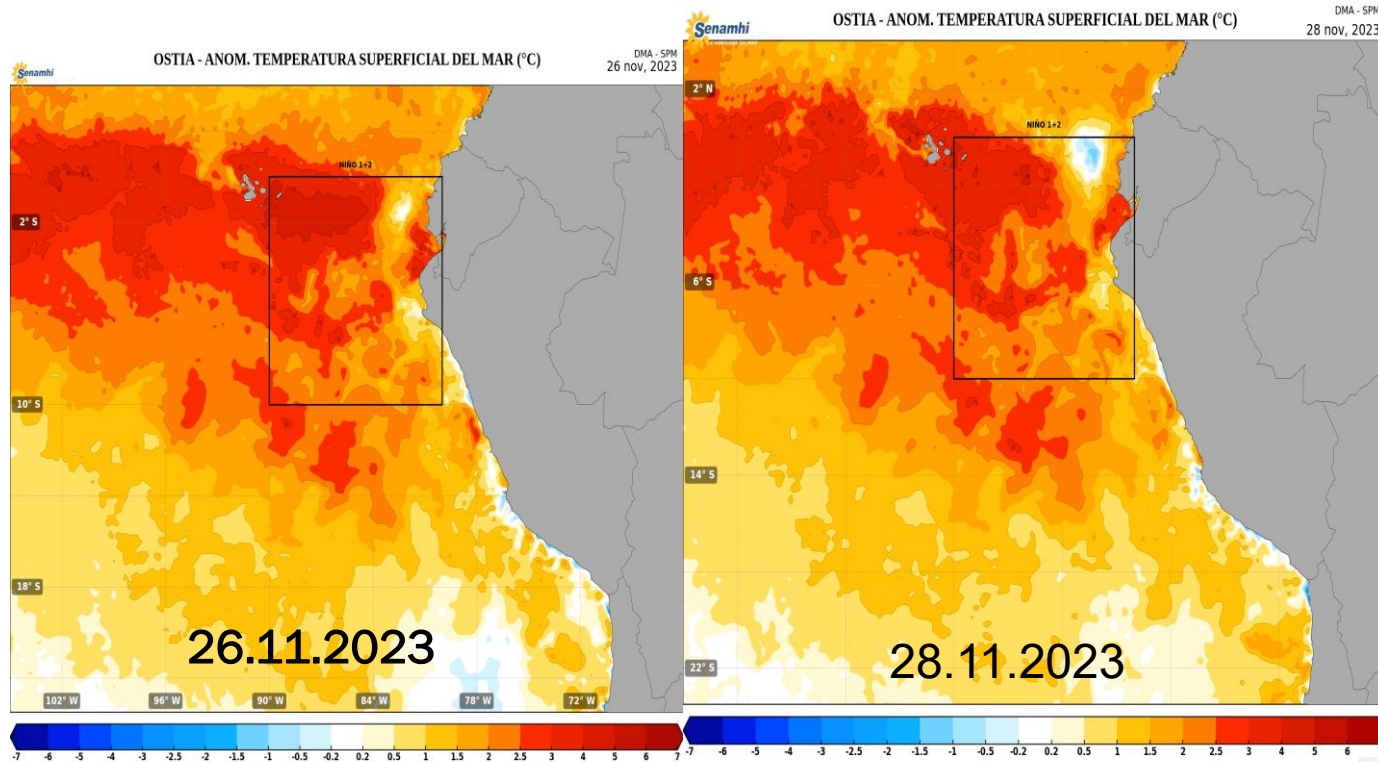 Senamhi
OSTIA - ANOM. TEMPERATURA SUPERFICIAL DEL MAR (°C)
DMA - SPM
26 nov, 2023
NIÑO 1+2
2° S
10° S
18° S
26.11.2023
102° W 96° W 90° W 84° W 78° W 72° W
-7 -6 -5 -4 -3 -2.5 -2 -1.5 -1 -0.5 -0.2 0.2 0.5 1 1.5 2 2.5 3 4 5 6 7
Senamhi
OSTIA - ANOM. TEMPERATURA SUPERFICIAL DEL MAR (°C)
DMA - SPM
28 nov, 2023
2° N
NIÑO 1+2
6° S
14° S
22° S
28.11.2023
-7 -6 -5 -4 -3 -2.5 -2 -1.5 -1 -0.5 -0.2 0.2 0.5 1 1.5 2 2.5 3 4 5 6